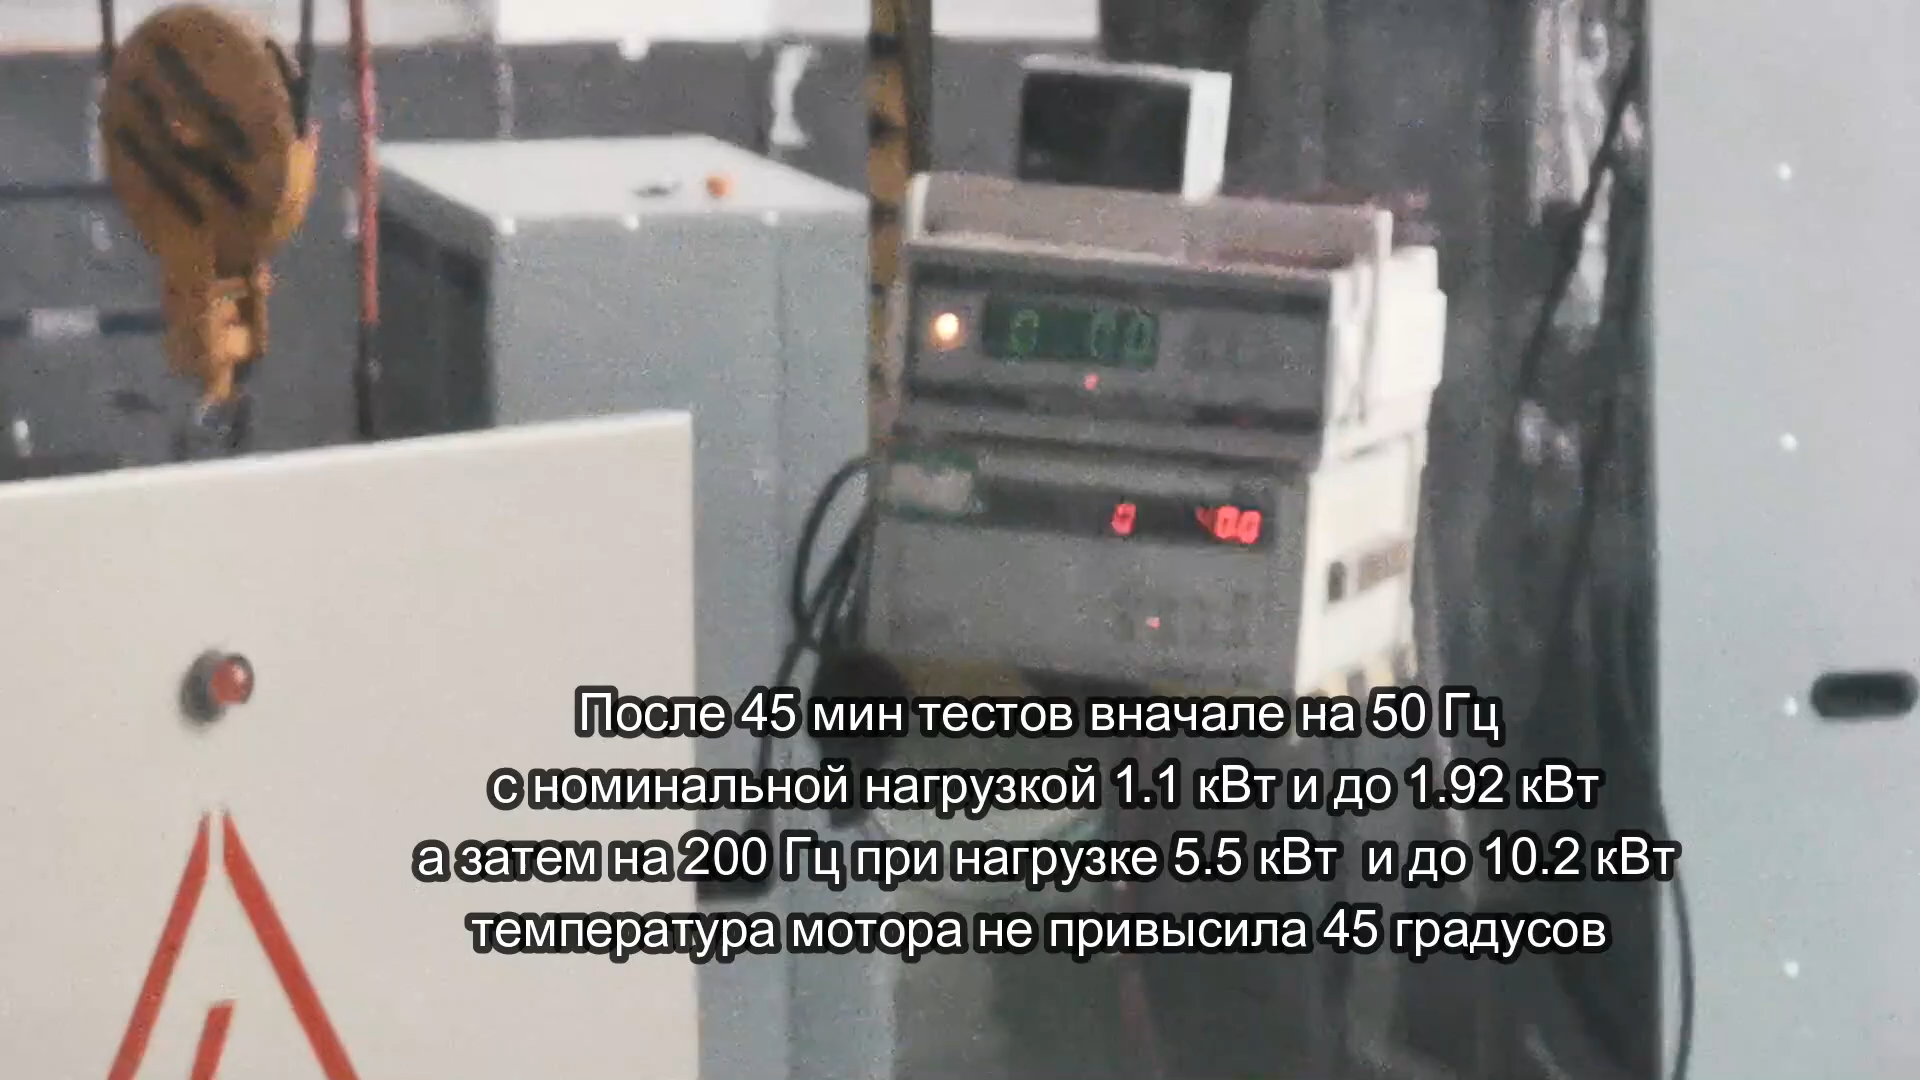 После 45 мин тестов вначале на 50 Гц
с номинальной нагрузкой 1.1 кВт и до 1.92 кВт
а затем на 200 Гц при нагрузке 5.5 кВт и до 10.2 кВт
температура мотора не привысила 45 градусов